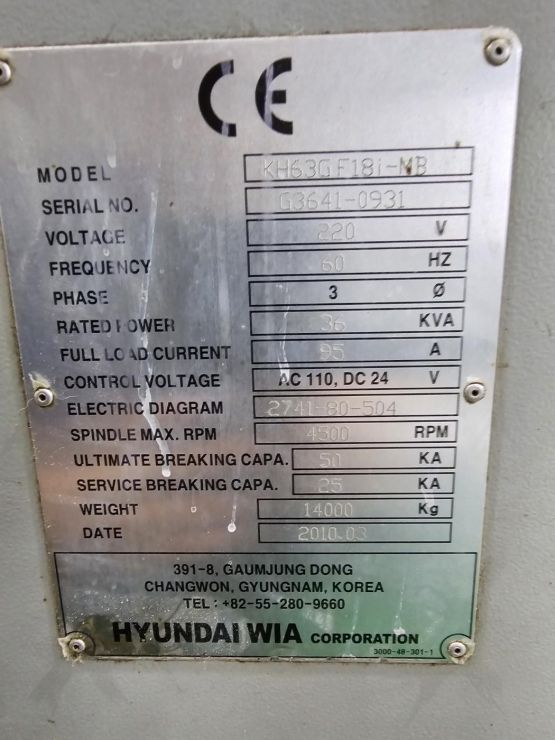 CE
MODEL KH63G F18i-MB
SERIAL NO. G3641-0931
VOLTAGE 220 V
FREQUENCY 60 HZ
PHASE 3 Ø
RATED POWER 36 KVA
FULL LOAD CURRENT 95 A
CONTROL VOLTAGE AC 110, DC 24 V
ELECTRIC DIAGRAM 2741-80-504
SPINDLE MAX. RPM 4500 RPM
ULTIMATE BREAKING CAPA. 50 KA
SERVICE BREAKING CAPA. 25 KA
WEIGHT 14000 Kg
DATE 2010.03
391-8, GAUMJUNG DONG
CHANGWON, GYUNGNAM, KOREA
TEL : +82-55-280-9660
HYUNDAI WIA CORPORATION
3000-48-301-1